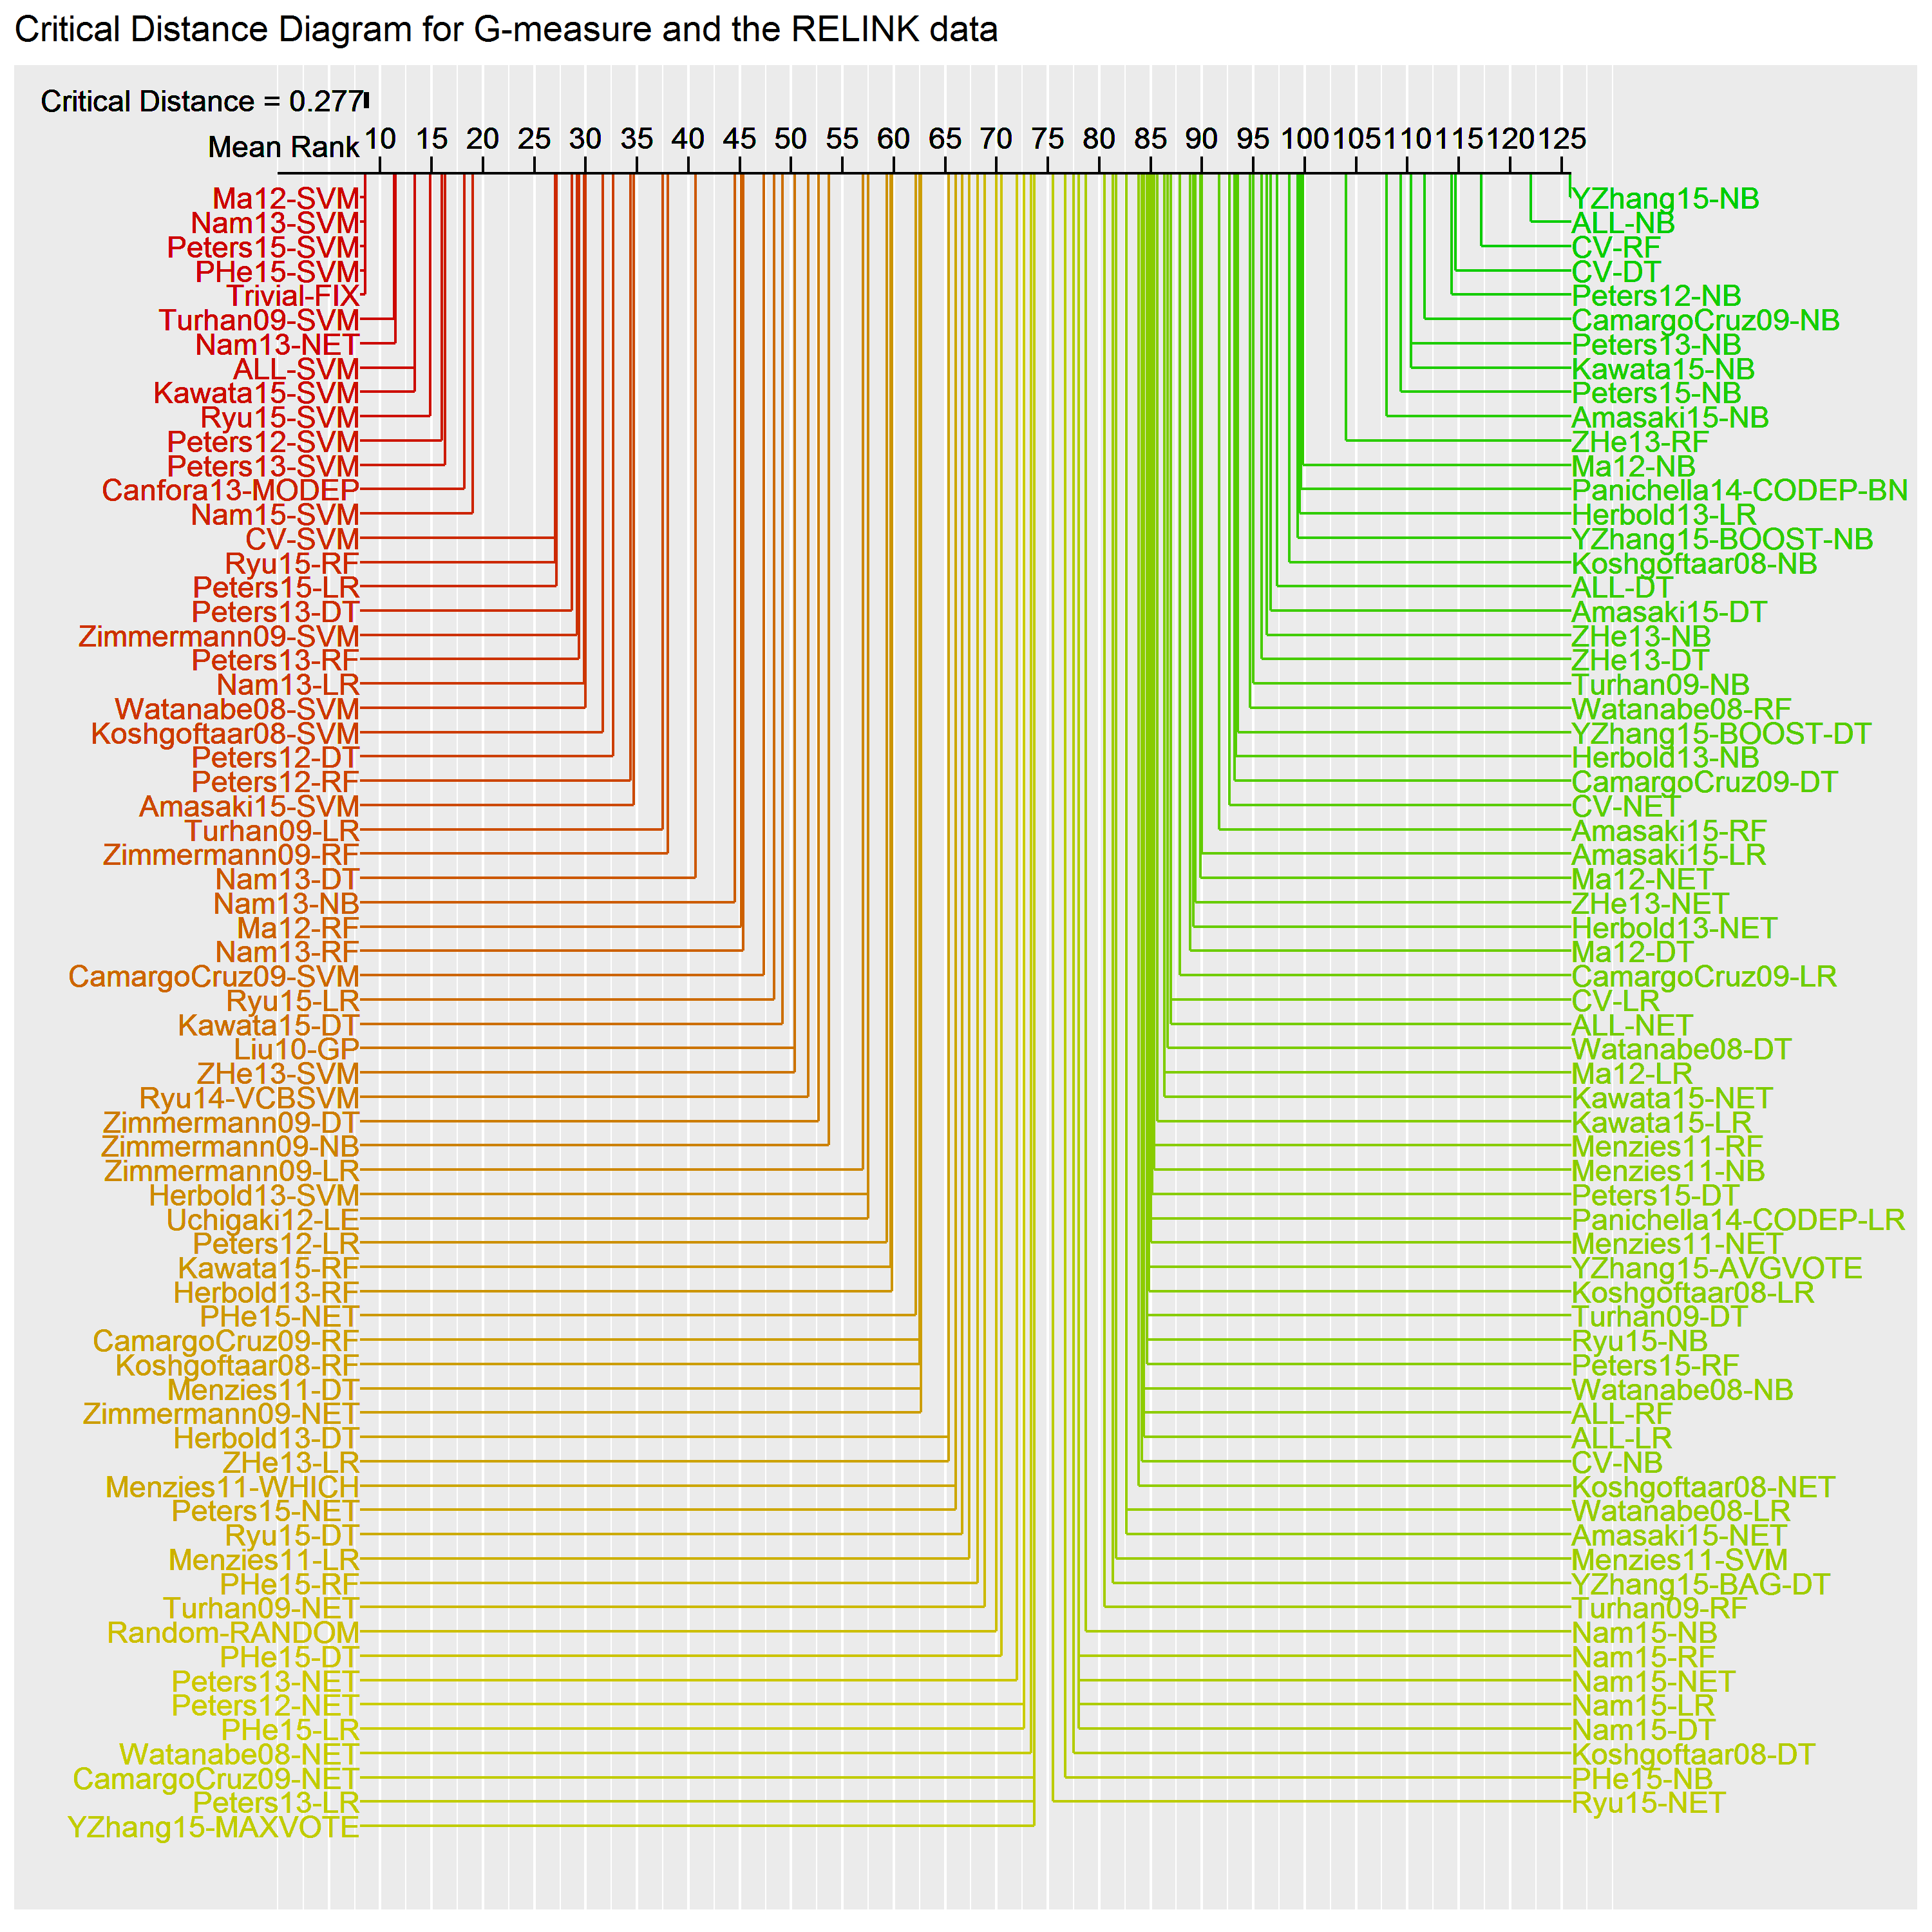 Critical Distance Diagram for G-measure and the RELINK data
Critical Distance = 0.277
Mean Rank
10 15 20 25 30 35 40 45 50 55 60 65 70 75 80 85 90 95 100 105 110 115 120 125
Ma12-SVM
Nam13-SVM
Peters15-SVM
PHe15-SVM
Trivial-FIX
Turhan09-SVM
Nam13-NET
ALL-SVM
Kawata15-SVM
Ryu15-SVM
Peters12-SVM
Peters13-SVM
Canfora13-MODEP
Nam15-SVM
CV-SVM
Ryu15-RF
Peters15-LR
Peters13-DT
Zimmermann09-SVM
Peters13-RF
Nam13-LR
Watanabe08-SVM
Koshgoftaar08-SVM
Peters12-DT
Peters12-RF
Amasaki15-SVM
Turhan09-LR
Zimmermann09-RF
Nam13-DT
Nam13-NB
Ma12-RF
Nam13-RF
CamargoCruz09-SVM
Ryu15-LR
Kawata15-DT
Liu10-GP
ZHe13-SVM
Ryu14-VCBSVM
Zimmermann09-DT
Zimmermann09-NB
Zimmermann09-LR
Herbold13-SVM
Uchigaki12-LE
Peters12-LR
Kawata15-RF
Herbold13-RF
PHe15-NET
CamargoCruz09-RF
Koshgoftaar08-RF
Menzies11-DT
Zimmermann09-NET
Herbold13-DT
ZHe13-LR
Menzies11-WHICH
Peters15-NET
Ryu15-DT
Menzies11-LR
PHe15-RF
Turhan09-NET
Random-RANDOM
PHe15-DT
Peters13-NET
Peters12-NET
PHe15-LR
Watanabe08-NET
CamargoCruz09-NET
Peters13-LR
YZhang15-MAXVOTE
YZhang15-NB
ALL-NB
CV-RF
CV-DT
Peters12-NB
CamargoCruz09-NB
Peters13-NB
Kawata15-NB
Peters15-NB
Amasaki15-NB
ZHe13-RF
Ma12-NB
Panichella14-CODEP-BN
Herbold13-LR
YZhang15-BOOST-NB
Koshgoftaar08-NB
ALL-DT
Amasaki15-DT
ZHe13-NB
ZHe13-DT
Turhan09-NB
Watanabe08-RF
YZhang15-BOOST-DT
Herbold13-NB
CamargoCruz09-DT
CV-NET
Amasaki15-RF
Amasaki15-LR
Ma12-NET
ZHe13-NET
Herbold13-NET
Ma12-DT
CamargoCruz09-LR
CV-LR
ALL-NET
Watanabe08-DT
Ma12-LR
Kawata15-NET
Kawata15-LR
Menzies11-RF
Menzies11-NB
Peters15-DT
Panichella14-CODEP-LR
Menzies11-NET
YZhang15-AVGVOTE
Koshgoftaar08-LR
Turhan09-DT
Ryu15-NB
Peters15-RF
Watanabe08-NB
ALL-RF
ALL-LR
CV-NB
Koshgoftaar08-NET
Watanabe08-LR
Amasaki15-NET
Menzies11-SVM
YZhang15-BAG-DT
Turhan09-RF
Nam15-NB
Nam15-RF
Nam15-NET
Nam15-LR
Nam15-DT
Koshgoftaar08-DT
PHe15-NB
Ryu15-NET